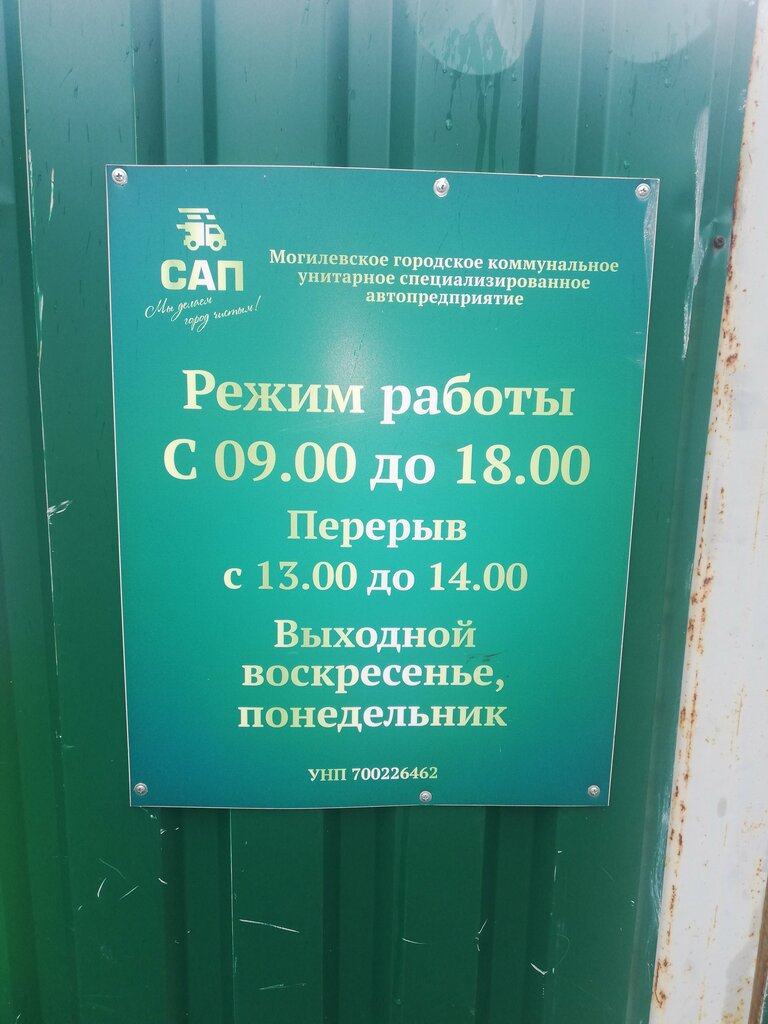 САП
Мы делаем
город чистым!
Могилевское городское коммунальное
унитарное специализированное
автопредприятие
Режим работы
С 09.00 до 18.00
Перерыв
с 13.00 до 14.00
Выходной
воскресенье,
понедельник
УНП 700226462